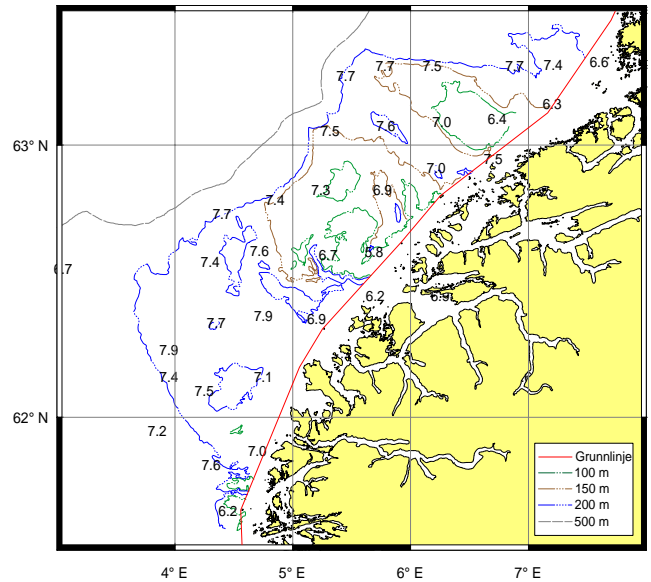 7.7 7.7 7.5 7.7 7.4 6.6
6.3
7.5 7.6 7.0 6.4
63° N
7.0 7.5
7.4 7.3 6.9
7.7
7.6 6.7 6.8
7.4
6.7
6.2 6.9
7.7 7.9 6.9
7.9
7.4 7.5 7.1
62° N
7.2
7.6 7.0
6.2
Grunnlinje
100 m
150 m
200 m
500 m
4° E 5° E 6° E 7° E